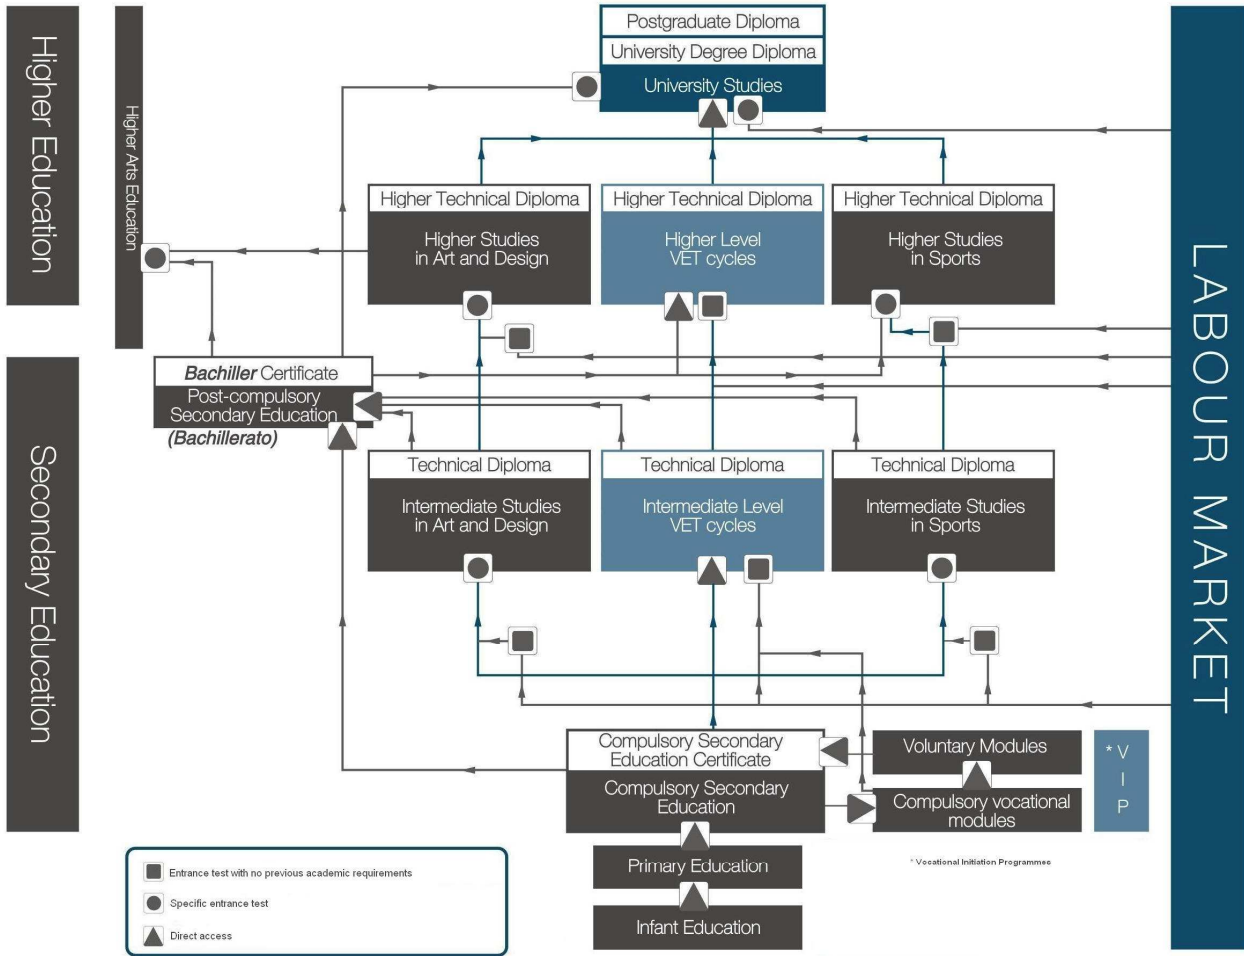 Higher Education
Higher Arts Education
Postgraduate Diploma
University Degree Diploma
University Studies
Higher Technical Diploma
Higher Studies
in Art and Design
Higher Technical Diploma
Higher Level
VET cycles
Higher Technical Diploma
Higher Studies
in Sports
LABOUR MARKET
Secondary Education
Bachiller Certificate
Post-compulsory
Secondary Education
(Bachillerato)
Technical Diploma
Intermediate Studies
in Art and Design
Technical Diploma
Intermediate Level
VET cycles
Technical Diploma
Intermediate Studies
in Sports
Compulsory Secondary
Education Certificate
Compulsory Secondary
Education
Voluntary Modules
Compulsory vocational
modules
* V
I
P
Primary Education
Infant Education
* Vocational Initiation Programmes
Entrance test with no previous academic requirements
Specific entrance test
Direct access